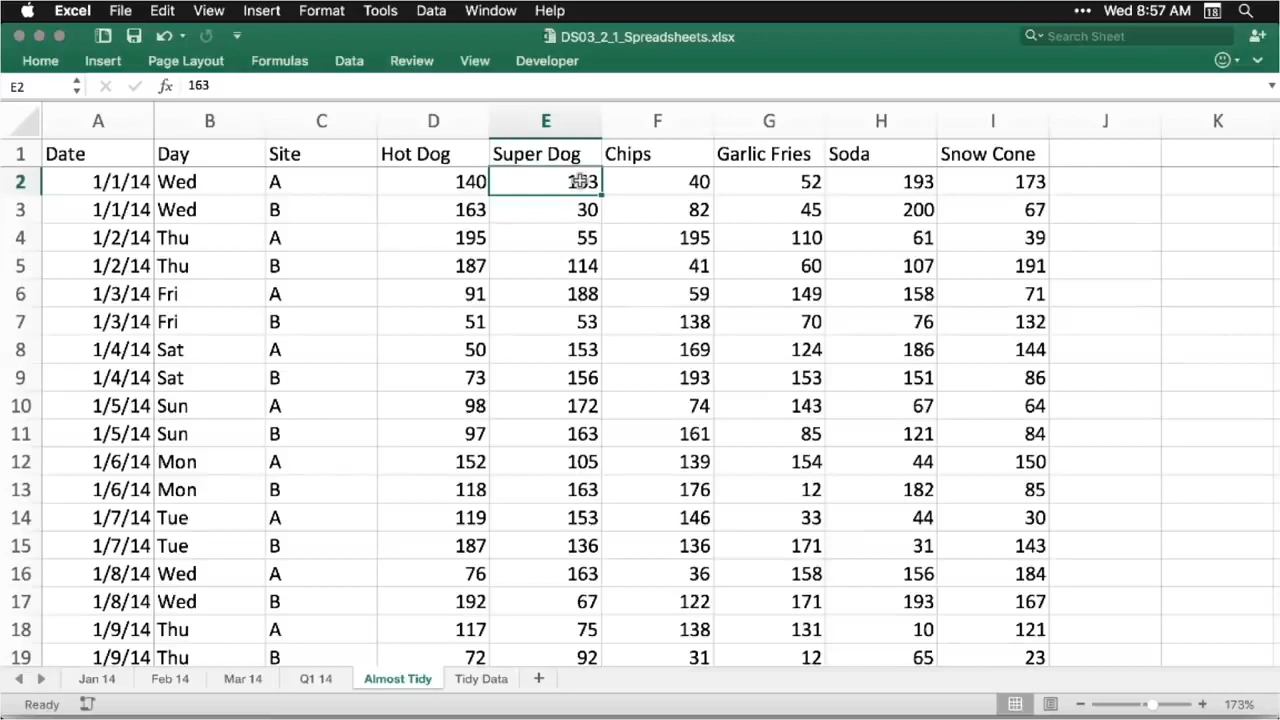 Excel File Edit View Insert Format Tools Data Window Help ••• Wed 8:57 AM 18
DS03_2_1_Spreadsheets.xlsx Search Sheet
Home Insert Page Layout Formulas Data Review View Developer
E2 fx 163
A B C D E F G H I J K
1 Date Day Site Hot Dog Super Dog Chips Garlic Fries Soda Snow Cone
2 1/1/14 Wed A 140 163 40 52 193 173
3 1/1/14 Wed B 163 30 82 45 200 67
4 1/2/14 Thu A 195 55 195 110 61 39
5 1/2/14 Thu B 187 114 41 60 107 191
6 1/3/14 Fri A 91 188 59 149 158 71
7 1/3/14 Fri B 51 53 138 70 76 132
8 1/4/14 Sat A 50 153 169 124 186 144
9 1/4/14 Sat B 73 156 193 153 151 86
10 1/5/14 Sun A 98 172 74 143 67 64
11 1/5/14 Sun B 97 163 161 85 121 84
12 1/6/14 Mon A 152 105 139 154 44 150
13 1/6/14 Mon B 118 163 176 12 182 85
14 1/7/14 Tue A 119 153 146 33 44 30
15 1/7/14 Tue B 187 136 136 171 31 143
16 1/8/14 Wed A 76 163 36 158 156 184
17 1/8/14 Wed B 192 67 122 171 193 167
18 1/9/14 Thu A 117 75 138 131 10 121
19 1/9/14 Thu B 72 92 31 12 65 23
Jan 14 Feb 14 Mar 14 Q1 14 Almost Tidy Tidy Data +
Ready 173%